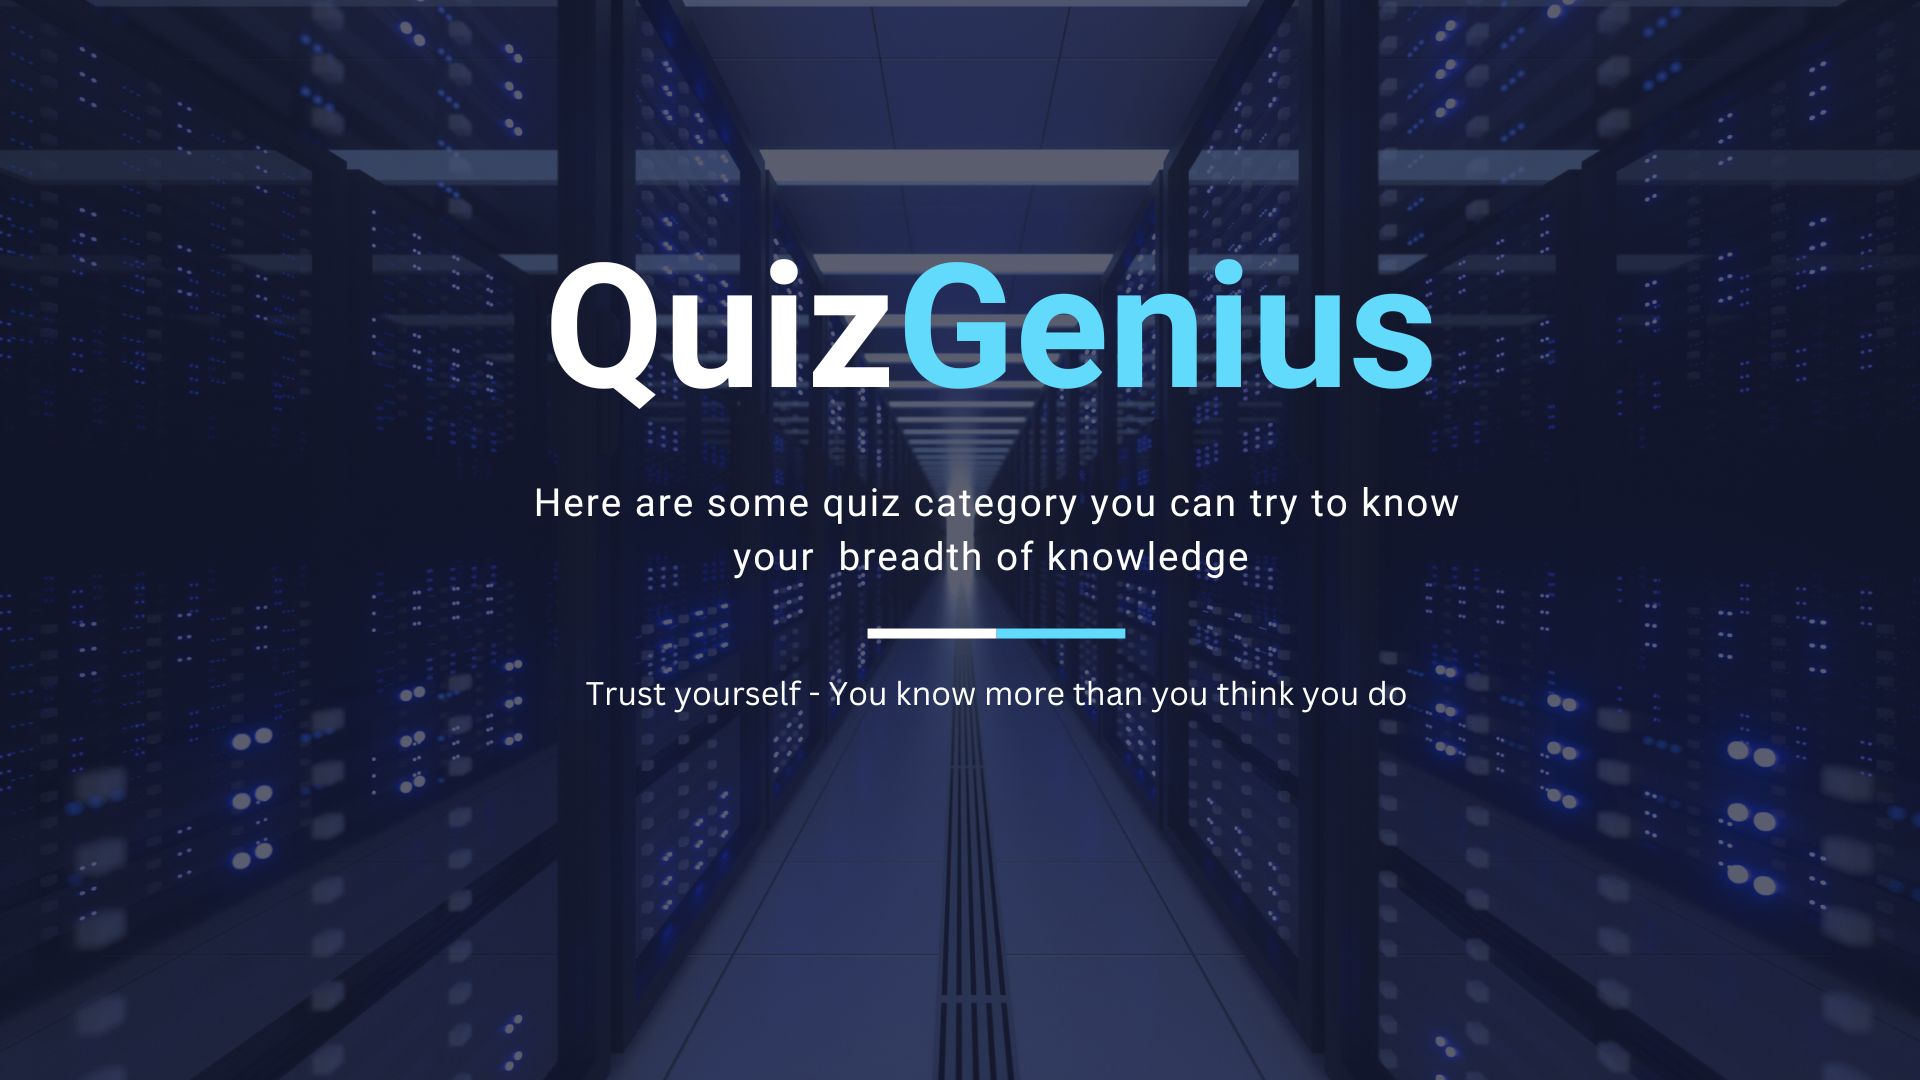 QuizGenius
Here are some quiz category you can try to know
your  breadth of knowledge
Trust yourself - You know more than you think you do